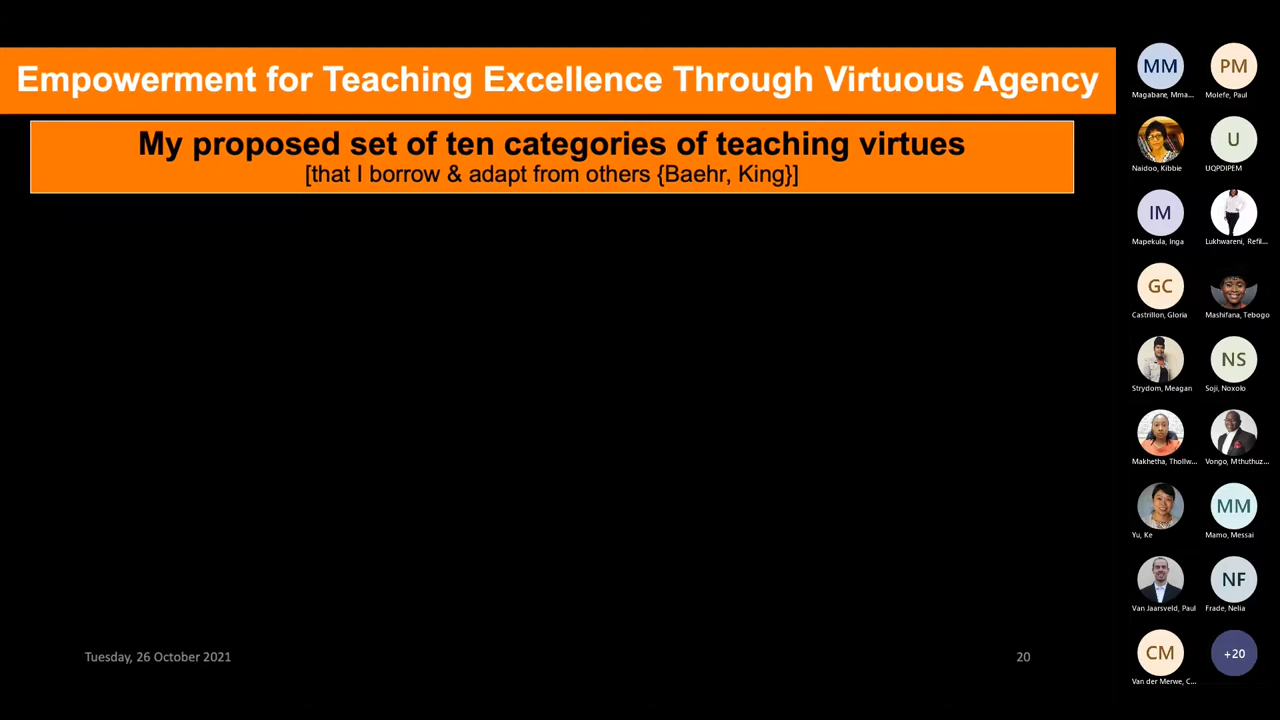 Empowerment for Teaching Excellence Through Virtuous Agency
My proposed set of ten categories of teaching virtues
[that I borrow & adapt from others {Baehr, King}]
Tuesday, 26 October 2021
20
MM
Magabane, Mma...
PM
Molefe, Paul
Naidoo, Kibbie
U
UQPDIPEM
IM
Mapekula, Inga
Lukhwareni, Refil...
GC
Castrillon, Gloria
Mashifana, Tebogo
Strydom, Meagan
NS
Soji, Noxolo
Makhetha, Thollw...
Vongo, Mthuthuz...
Yu, Ke
MM
Mamo, Messai
Van Jaarsveld, Paul
NF
Frade, Nelia
CM
Van der Merwe, C...
+20